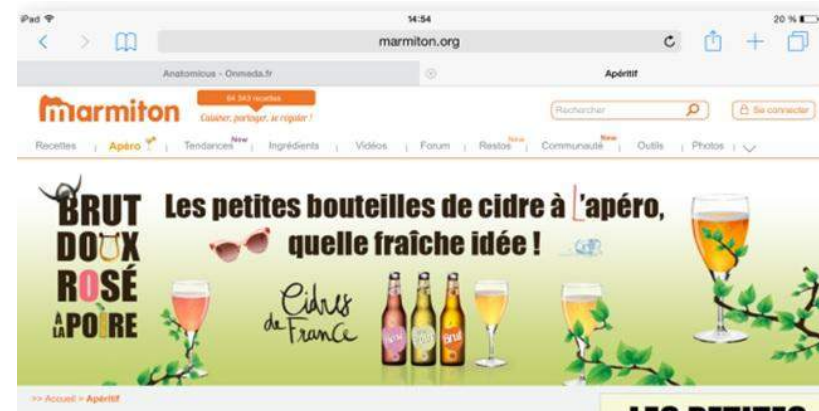 iPad 14:54 20 %
marmiton.org
Anatomicus - Onmeda.fr Apéritif
marmiton
64 343 recettes
Cuisiner, partager, se régaler !
Rechercher
Se connecter
Recettes Apéro Tendances New Ingrédients Vidéos Forum Restos New Communauté New Outils Photos
BRUT
DOUX
ROSÉ
À LA POIRE
Les petites bouteilles de cidre à L'apéro,
quelle fraîche idée !
Cidres
de France
Brut
>> Accueil > Apéritif
LES PETITES